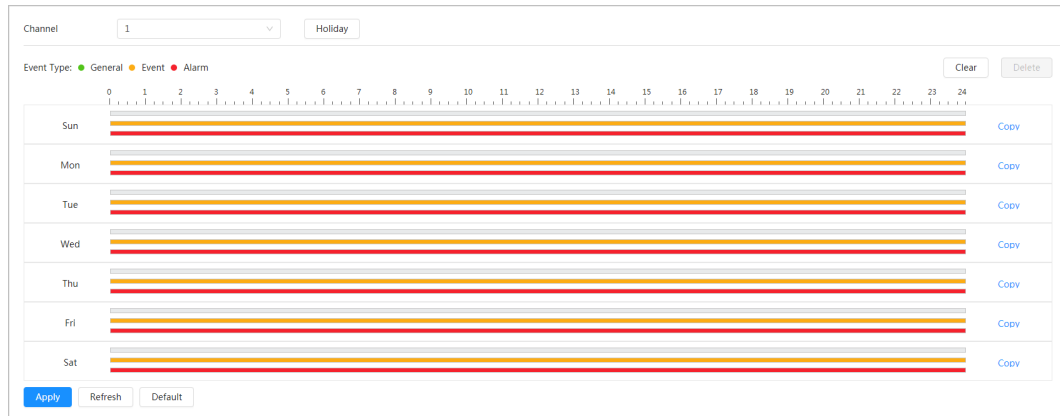 Channel 1 Holiday
Event Type: General Event Alarm Clear Delete
0 1 2 3 4 5 6 7 8 9 10 11 12 13 14 15 16 17 18 19 20 21 22 23 24
Sun Copy
Mon Copy
Tue Copy
Wed Copy
Thu Copy
Fri Copy
Sat Copy
Apply Refresh Default